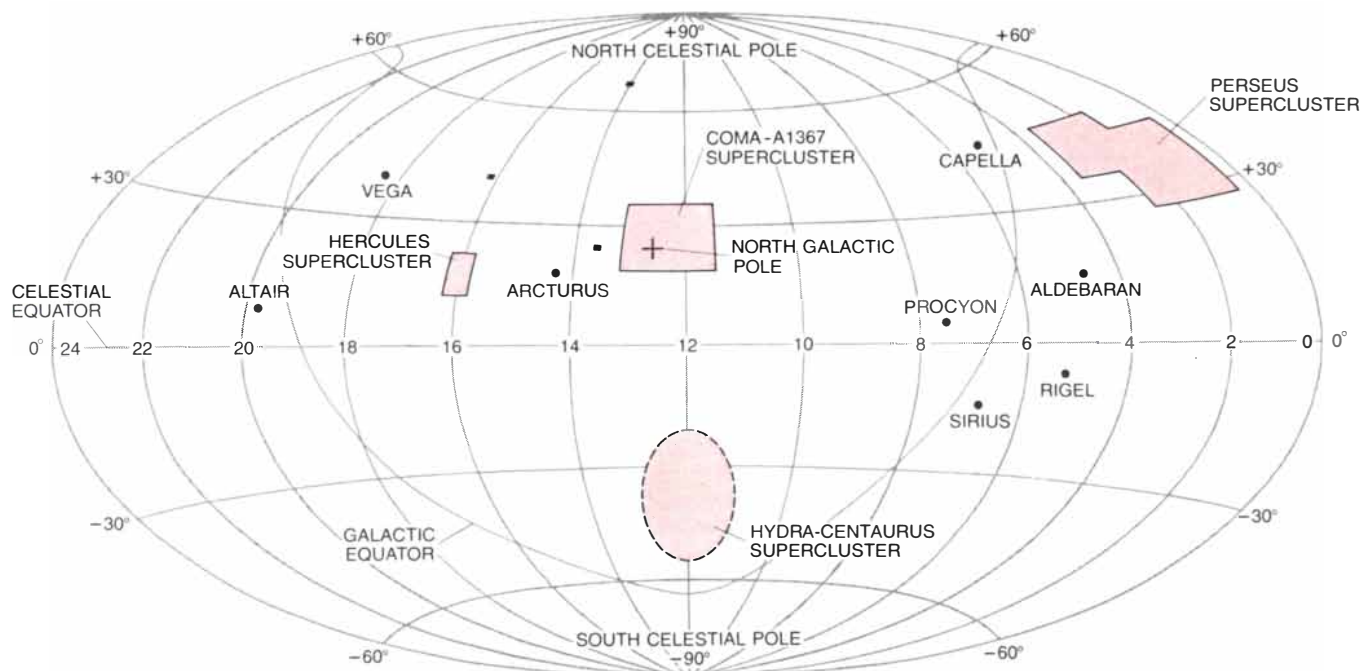 +90°
NORTH CELESTIAL POLE
+60°
+60°
PERSEUS
SUPERCLUSTER
COMA-A1367
SUPERCLUSTER
CAPELLA
+30°
+30°
VEGA
HERCULES
SUPERCLUSTER
NORTH GALACTIC
POLE
CELESTIAL
EQUATOR
ALTAIR
ARCTURUS
PROCYON
ALDEBARAN
0° 24 22 20 18 16 14 12 10 8 6 4 2 0 0°
RIGEL
SIRIUS
-30°
-30°
GALACTIC
EQUATOR
HYDRA-CENTAURUS
SUPERCLUSTER
SOUTH CELESTIAL POLE
-90°
-60°
-60°